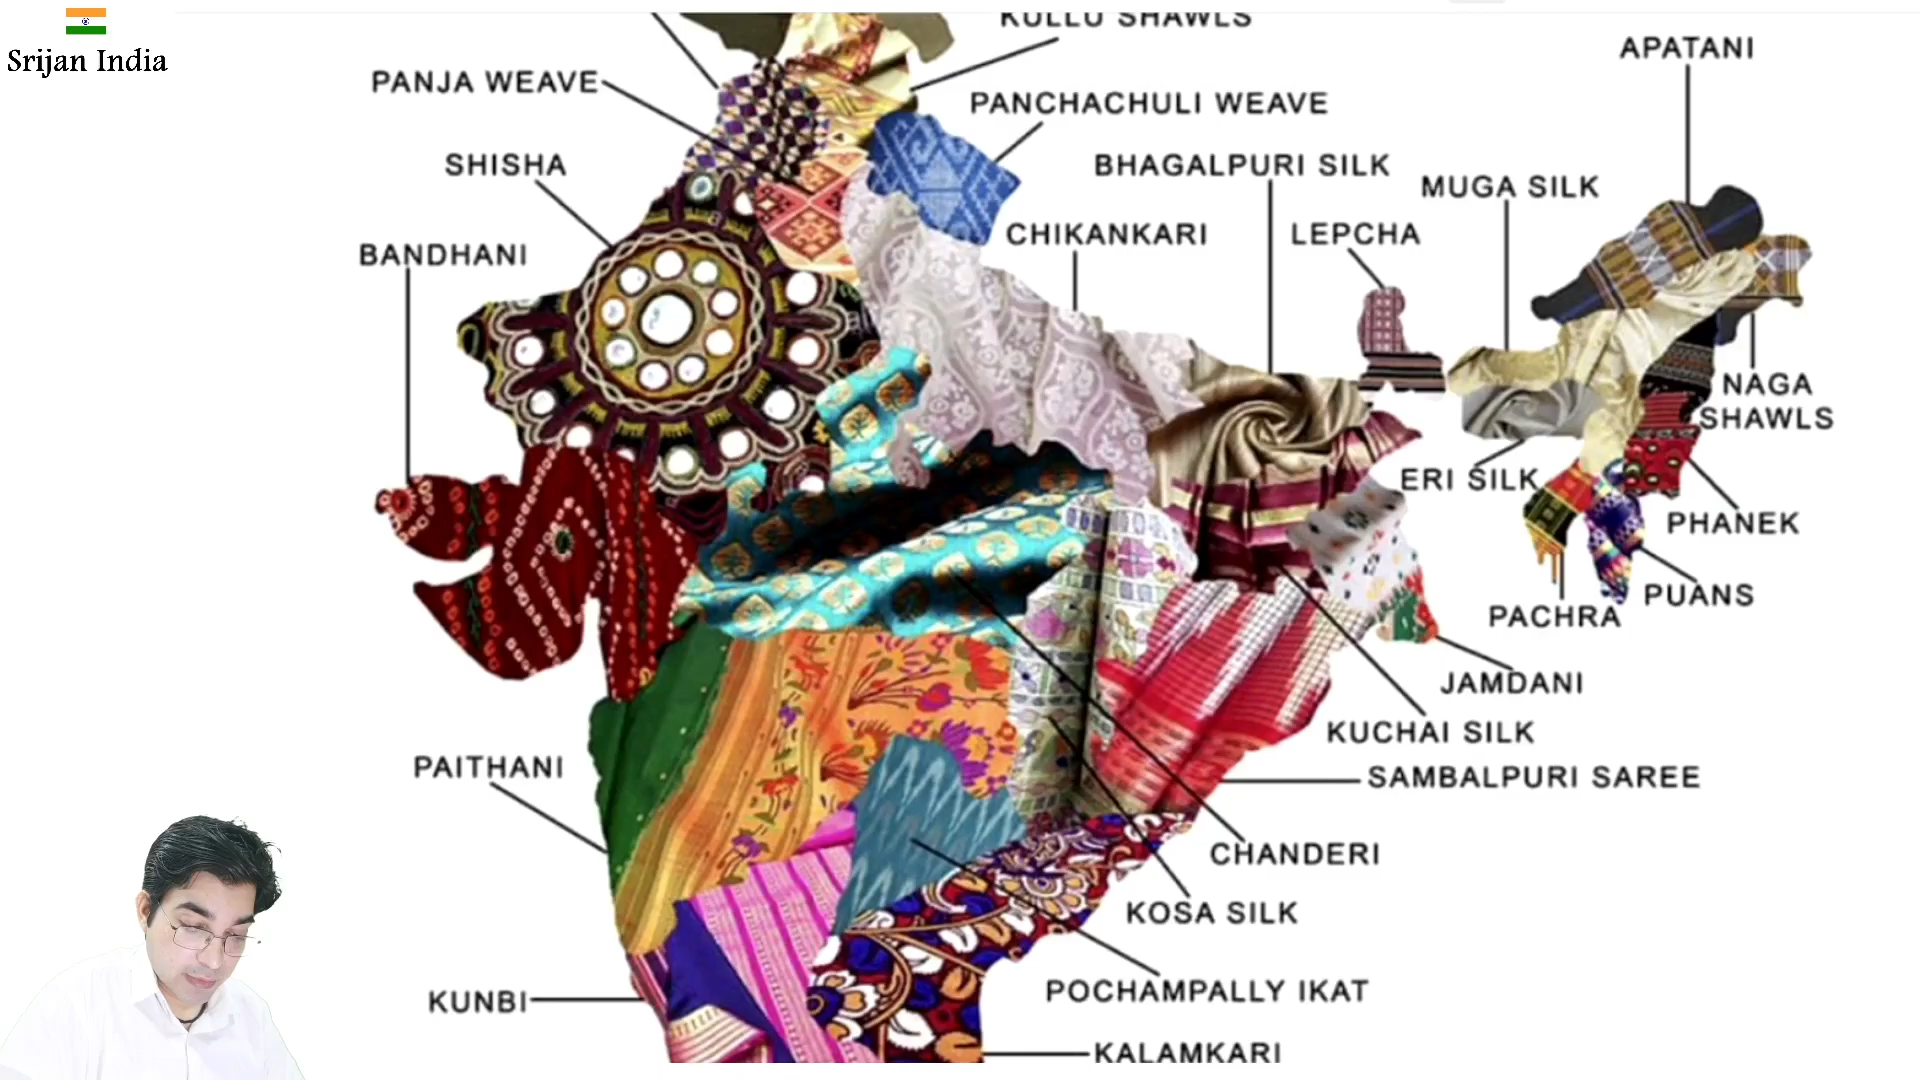 Srijan India
KULLU SHAWLS
APATANI
PANJA WEAVE
PANCHACHULI WEAVE
SHISHA
BHAGALPURI SILK
MUGA SILK
BANDHANI
CHIKANKARI
LEPCHA
NAGA
SHAWLS
ERI SILK
PHANEK
PUANS
PACHRA
JAMDANI
KUCHAI SILK
PAITHANI
SAMBALPURI SAREE
CHANDERI
KOSA SILK
KUNBI
POCHAMPALLY IKAT
KALAMKARI